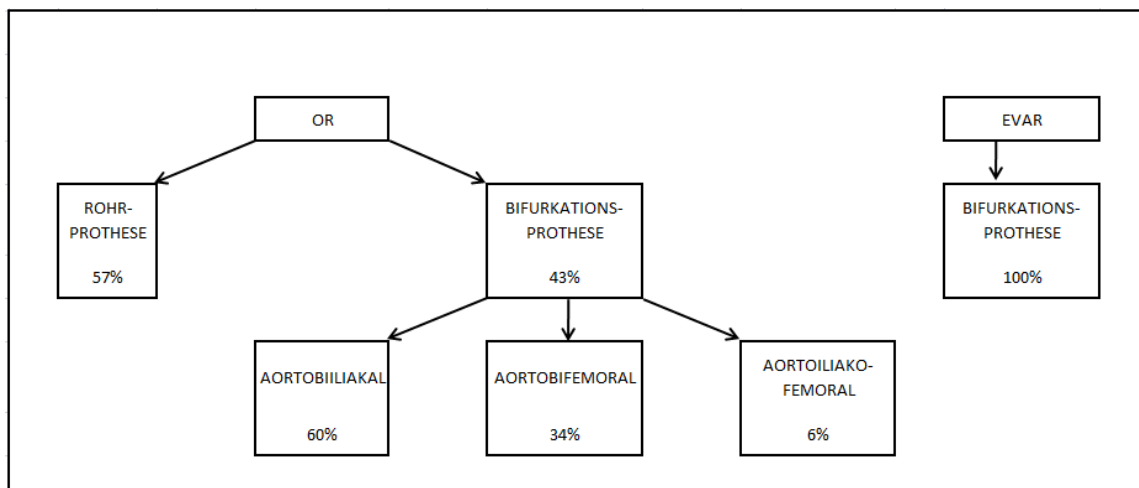 OR
EVAR
ROHR-
PROTHESE
57%
BIFURKATIONS-
PROTHESE
43%
BIFURKATIONS-
PROTHESE
100%
AORTOBIILIAKAL
60%
AORTOBIFEMORAL
34%
AORTOILIAKO-
FEMORAL
6%